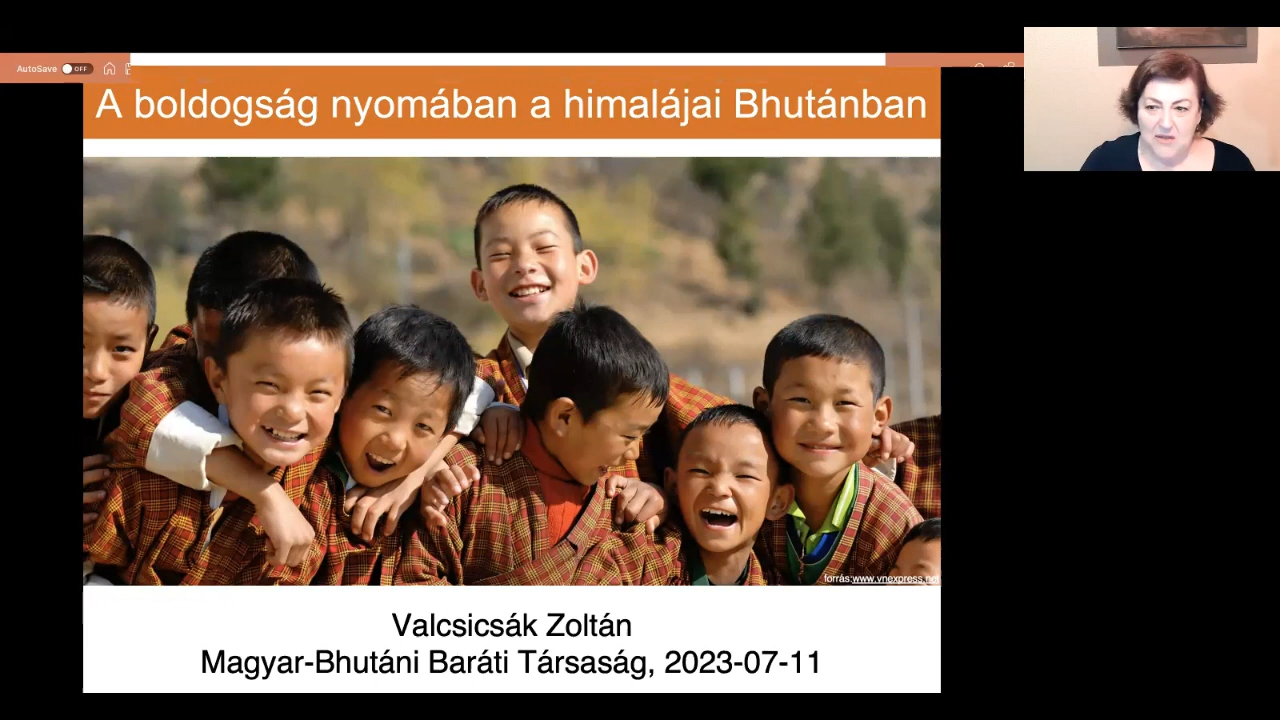 AutoSave OFF
A boldogság nyomában a himalájai Bhutánban
forrás:www.vnexpress.net
Valcsicsák Zoltán
Magyar-Bhutáni Baráti Társaság, 2023-07-11